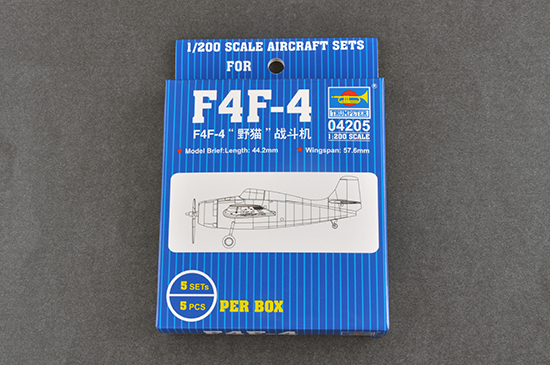 1/200 SCALE AIRCRAFT SETS
FOR
F4F-4
F4F-4 "野猫" 战斗机
TRUMPETER
04205
1:200 SCALE
Model Brief:Length: 44.2mm
Wingspan: 57.6mm
5 SETs
5 PCS
PER BOX
F4F-4